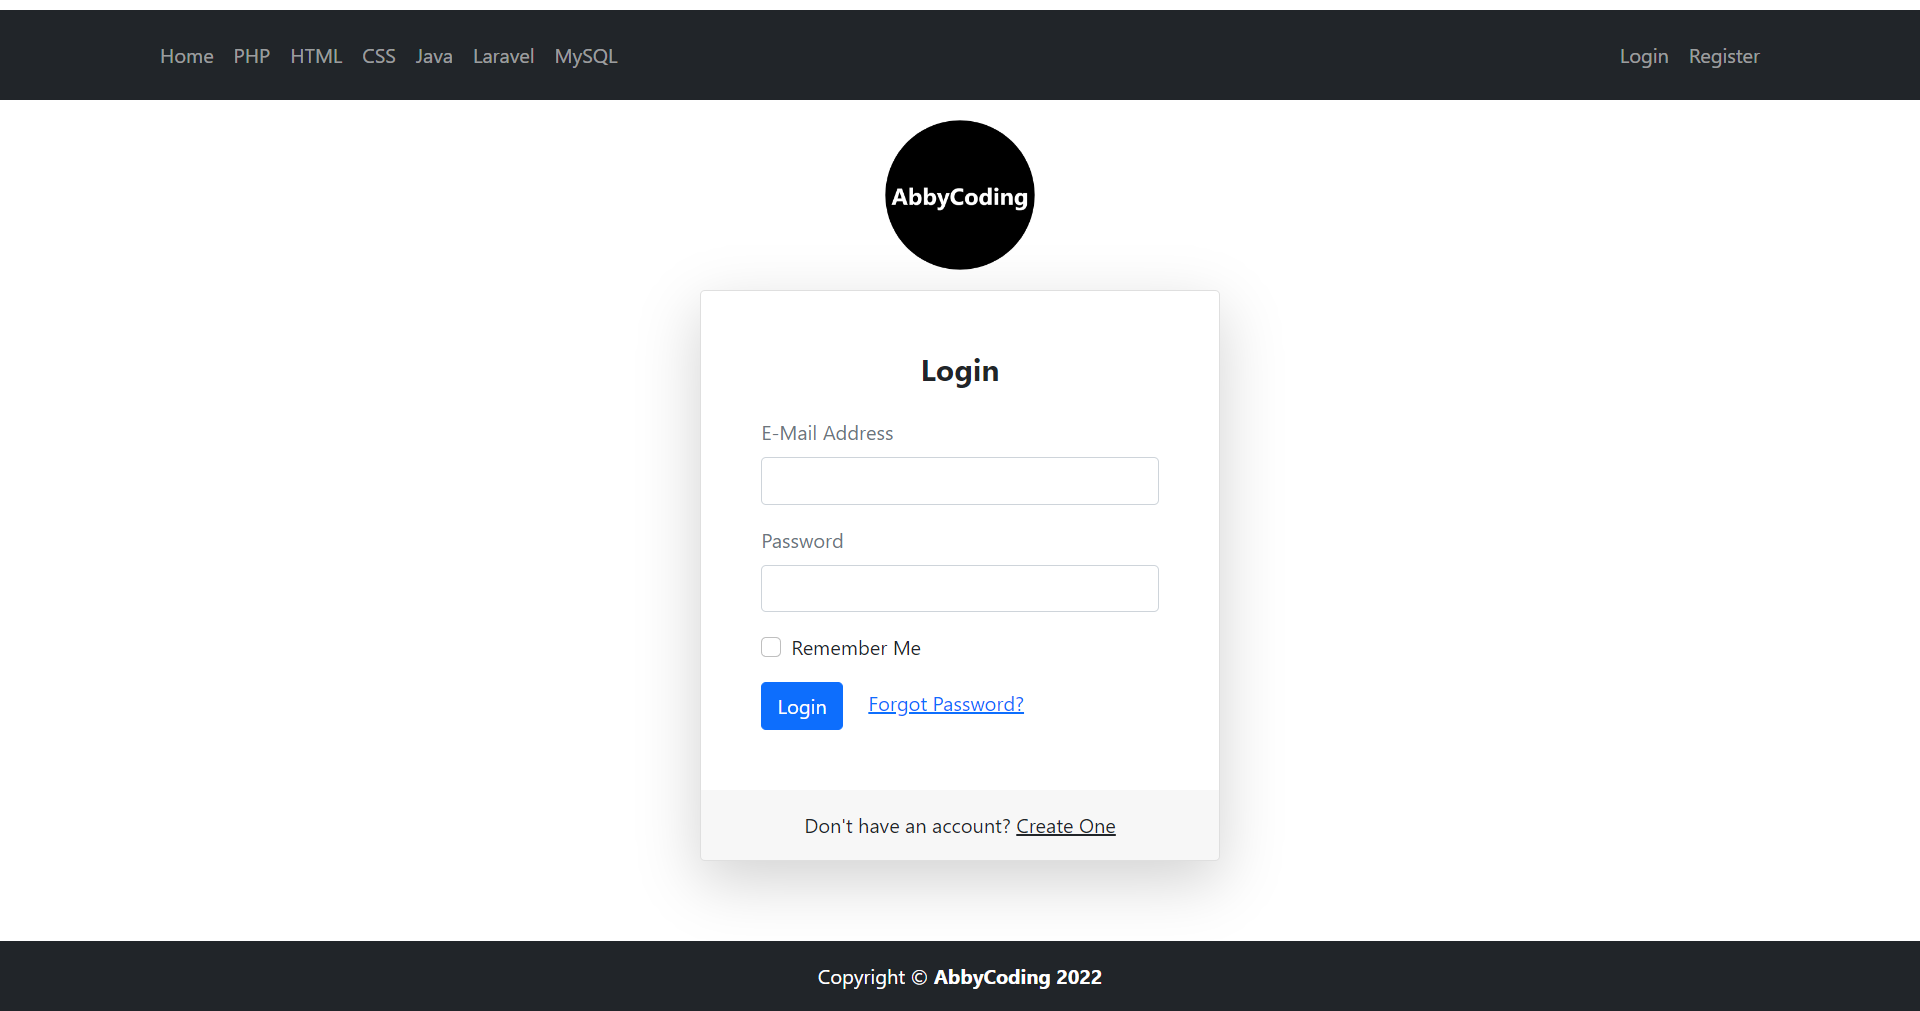 Home PHP HTML CSS Java Laravel MySQL Login Register
AbbyCoding
Login
E-Mail Address
Password
Remember Me
Login Forgot Password?
Don't have an account? Create One
Copyright © AbbyCoding 2022